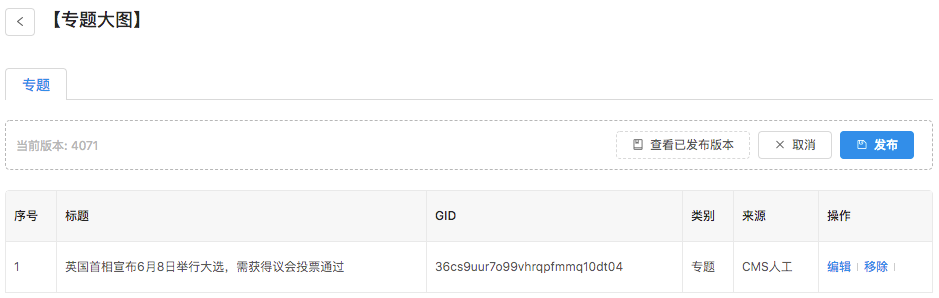 【专题大图】
专题
当前版本: 4071
查看已发布版本
取消
发布
序号 标题 GID 类别 来源 操作
1 英国首相宣布6月8日举行大选，需获得议会投票通过 36cs9uur7o99vhrqpfmmq10dt04 专题 CMS人工 编辑 移除